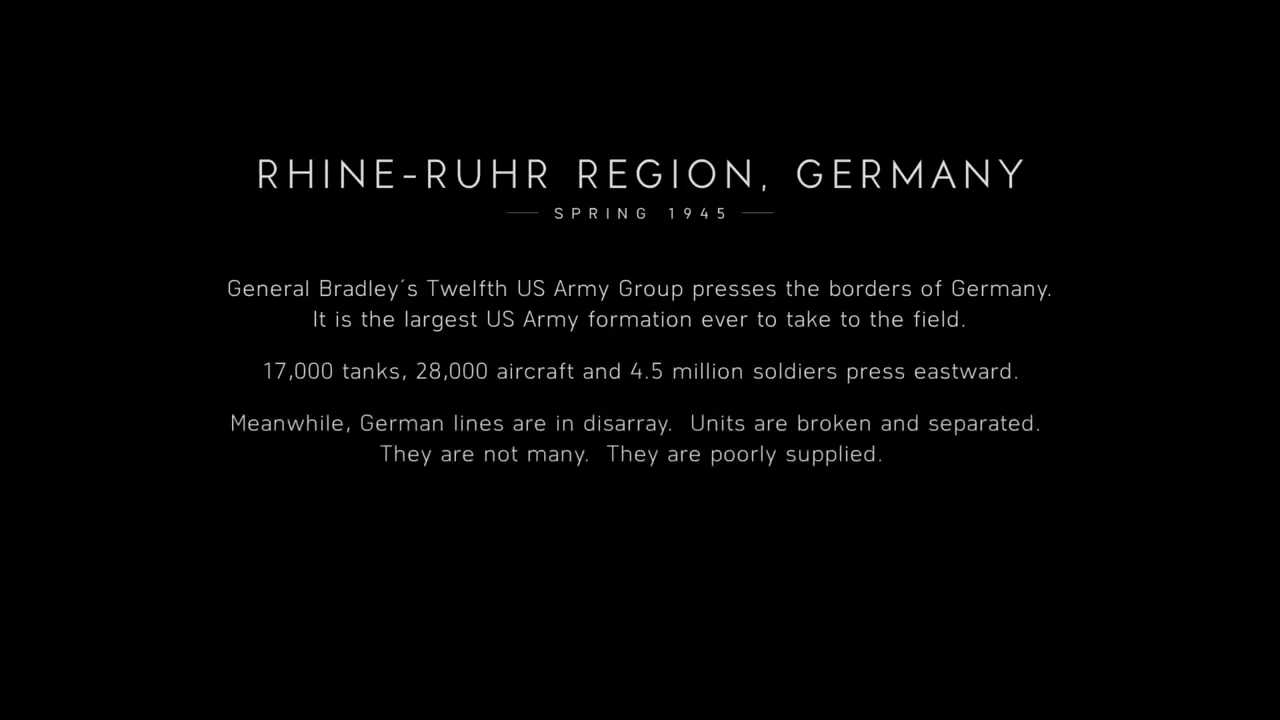 RHINE-RUHR REGION, GERMANY
SPRING 1945
General Bradley´s Twelfth US Army Group presses the borders of Germany.
It is the largest US Army formation ever to take to the field.
17,000 tanks, 28,000 aircraft and 4.5 million soldiers press eastward.
Meanwhile, German lines are in disarray.  Units are broken and separated.
They are not many.  They are poorly supplied.